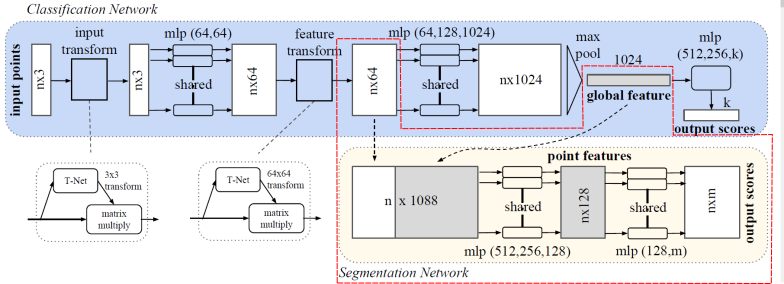 Classification Network
input points
nx3
input
transform
nx3
mlp (64,64)
shared
nx64
feature
transform
nx64
mlp (64,128,1024)
shared
nx1024
max
pool
1024
global feature
mlp
(512,256,k)
k
output scores
T-Net
3x3
transform
matrix
multiply
T-Net
64x64
transform
matrix
multiply
point features
n x 1088
shared
mlp (512,256,128)
nx128
shared
mlp (128,m)
nxm
output scores
Segmentation Network